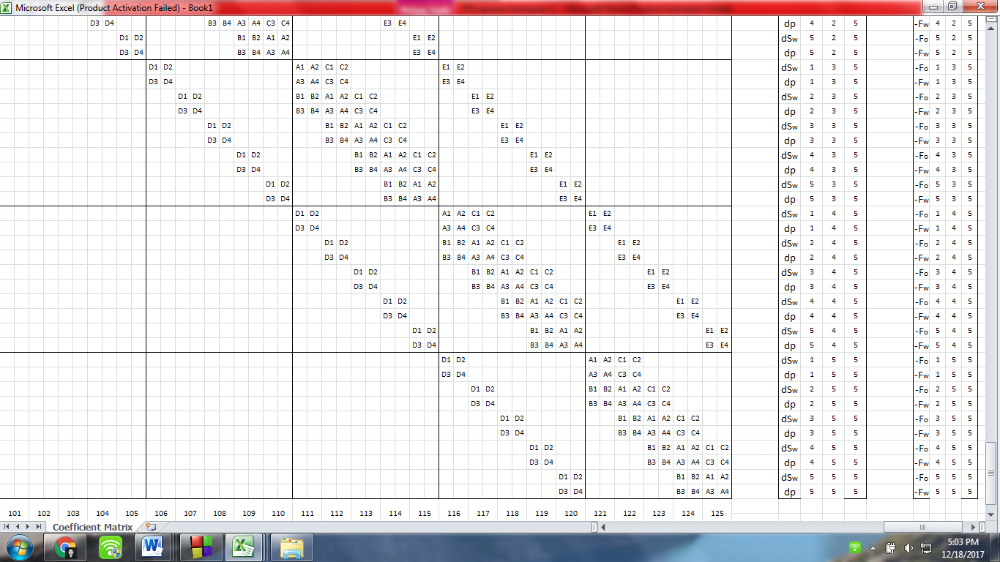 Microsoft Excel (Product Activation Failed) - Book1
D3 D4 B3 B4 A3 A4 C3 C4 E3 E4 dp 4 2 5 -Fw 4 2 5
D1 D2 B1 B2 A1 A2 E1 E2 dSw 5 2 5 -Fo 5 2 5
D3 D4 B3 B4 A3 A4 E3 E4 dp 5 2 5 -Fw 5 2 5
D1 D2 A1 A2 C1 C2 E1 E2 dSw 1 3 5 -Fo 1 3 5
D3 D4 A3 A4 C3 C4 E3 E4 dp 1 3 5 -Fw 1 3 5
D1 D2 B1 B2 A1 A2 C1 C2 E1 E2 dSw 2 3 5 -Fo 2 3 5
D3 D4 B3 B4 A3 A4 C3 C4 E3 E4 dp 2 3 5 -Fw 2 3 5
D1 D2 B1 B2 A1 A2 C1 C2 E1 E2 dSw 3 3 5 -Fo 3 3 5
D3 D4 B3 B4 A3 A4 C3 C4 E3 E4 dp 3 3 5 -Fw 3 3 5
D1 D2 B1 B2 A1 A2 C1 C2 E1 E2 dSw 4 3 5 -Fo 4 3 5
D3 D4 B3 B4 A3 A4 C3 C4 E3 E4 dp 4 3 5 -Fw 4 3 5
D1 D2 B1 B2 A1 A2 E1 E2 dSw 5 3 5 -Fo 5 3 5
D3 D4 B3 B4 A3 A4 E3 E4 dp 5 3 5 -Fw 5 3 5
D1 D2 A1 A2 C1 C2 E1 E2 dSw 1 4 5 -Fo 1 4 5
D3 D4 A3 A4 C3 C4 E3 E4 dp 1 4 5 -Fw 1 4 5
D1 D2 B1 B2 A1 A2 C1 C2 E1 E2 dSw 2 4 5 -Fo 2 4 5
D3 D4 B3 B4 A3 A4 C3 C4 E3 E4 dp 2 4 5 -Fw 2 4 5
D1 D2 B1 B2 A1 A2 C1 C2 E1 E2 dSw 3 4 5 -Fo 3 4 5
D3 D4 B3 B4 A3 A4 C3 C4 E3 E4 dp 3 4 5 -Fw 3 4 5
D1 D2 B1 B2 A1 A2 C1 C2 E1 E2 dSw 4 4 5 -Fo 4 4 5
D3 D4 B3 B4 A3 A4 C3 C4 E3 E4 dp 4 4 5 -Fw 4 4 5
D1 D2 B1 B2 A1 A2 E1 E2 dSw 5 4 5 -Fo 5 4 5
D3 D4 B3 B4 A3 A4 E3 E4 dp 5 4 5 -Fw 5 4 5
D1 D2 A1 A2 C1 C2 dSw 1 5 5 -Fo 1 5 5
D3 D4 A3 A4 C3 C4 dp 1 5 5 -Fw 1 5 5
D1 D2 B1 B2 A1 A2 C1 C2 dSw 2 5 5 -Fo 2 5 5
D3 D4 B3 B4 A3 A4 C3 C4 dp 2 5 5 -Fw 2 5 5
D1 D2 B1 B2 A1 A2 C1 C2 dSw 3 5 5 -Fo 3 5 5
D3 D4 B3 B4 A3 A4 C3 C4 dp 3 5 5 -Fw 3 5 5
D1 D2 B1 B2 A1 A2 C1 C2 dSw 4 5 5 -Fo 4 5 5
D3 D4 B3 B4 A3 A4 C3 C4 dp 4 5 5 -Fw 4 5 5
D1 D2 B1 B2 A1 A2 dSw 5 5 5 -Fo 5 5 5
D3 D4 B3 B4 A3 A4 dp 5 5 5 -Fw 5 5 5
101 102 103 104 105 106 107 108 109 110 111 112 113 114 115 116 117 118 119 120 121 122 123 124 125
Coefficient Matrix
5:03 PM
12/18/2017